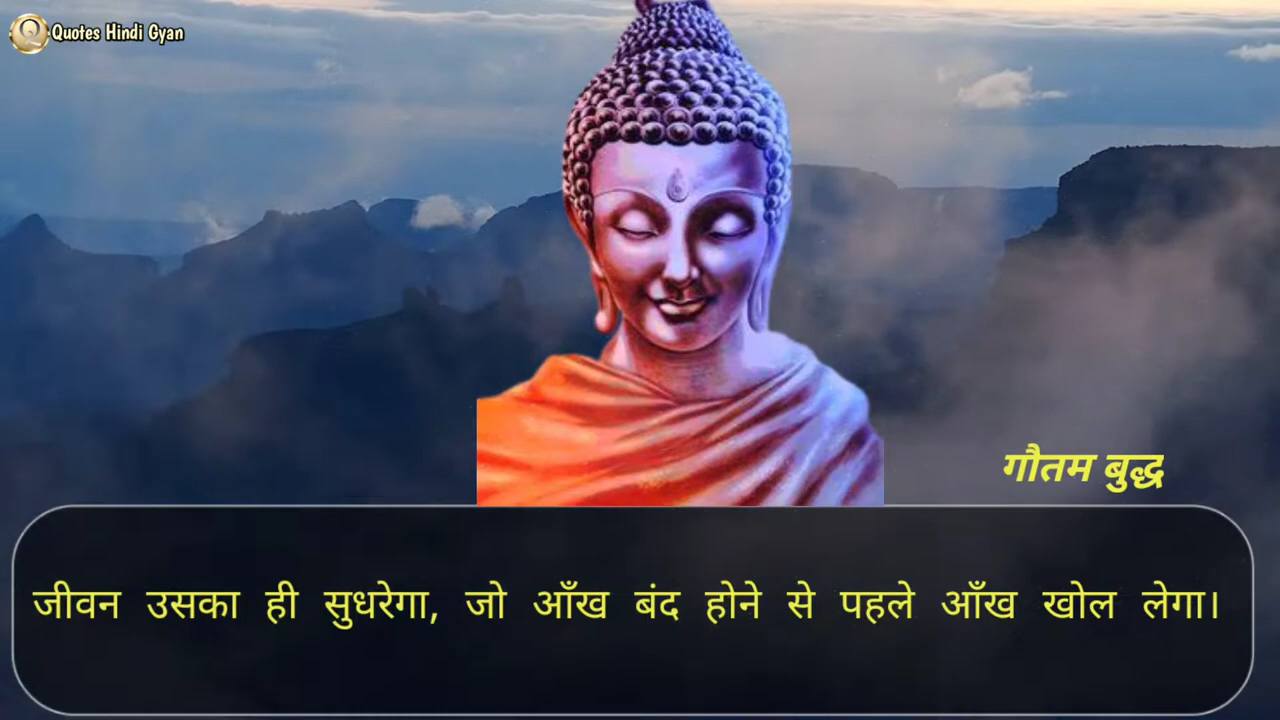 Quotes Hindi Gyan
गौतम बुद्ध
जीवन उसका ही सुधरेगा, जो आँख बंद होने से पहले आँख खोल लेगा।